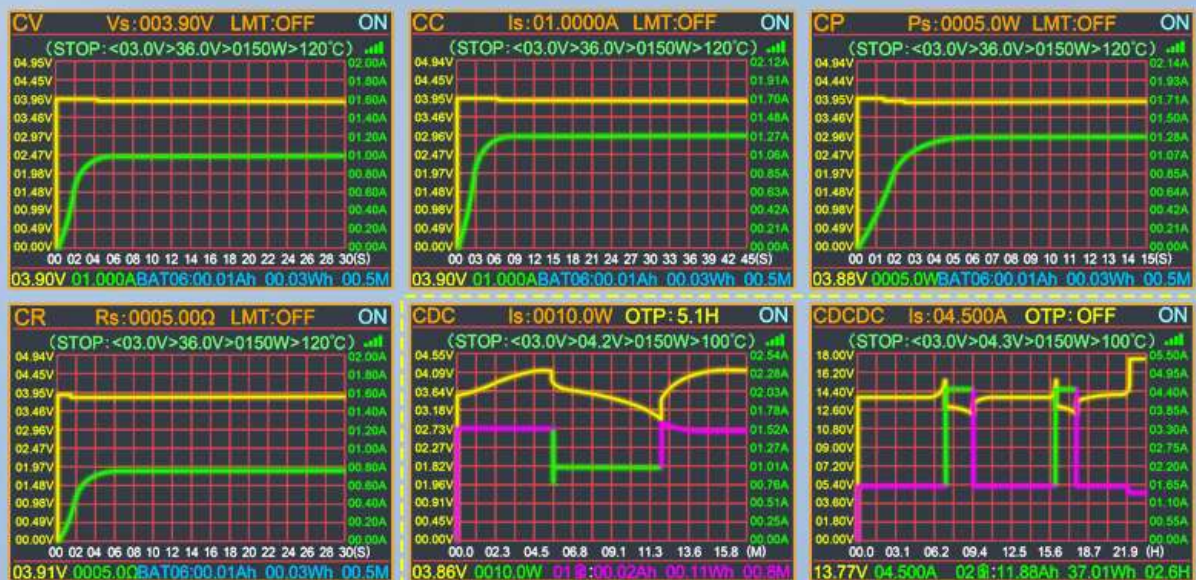 CV Vs:003.90V LMT:OFF ON
(STOP:<03.0V>36.0V>0150W>120℃)
04.95V 02.00A
04.45V 01.80A
03.96V 01.60A
03.46V 01.40A
02.97V 01.20A
02.47V 01.00A
01.98V 00.80A
01.48V 00.60A
00.99V 00.40A
00.49V 00.20A
00.00V 00.00A
00 02 04 06 08 10 12 14 16 18 20 22 24 26 28 30(S)
03.90V 01.000A BAT06:00.01Ah 00.03Wh 00.5M
CC Is:01.0000A LMT:OFF ON
(STOP:<03.0V>36.0V>0150W>120℃)
04.94V 02.12A
04.45V 01.91A
03.95V 01.70A
03.46V 01.48A
02.96V 01.27A
02.47V 01.06A
01.97V 00.85A
01.48V 00.63A
00.98V 00.42A
00.49V 00.21A
00.00V 00.00A
00 03 06 09 12 15 18 21 24 27 30 33 36 39 42 45(S)
03.90V 01.000A BAT06:00.01Ah 00.03Wh 00.5M
CP Ps:0005.0W LMT:OFF ON
(STOP:<03.0V>36.0V>0150W>120℃)
04.94V 02.14A
04.45V 01.93A
03.95V 01.71A
03.46V 01.50A
02.96V 01.28A
02.47V 01.07A
01.97V 00.85A
01.48V 00.64A
00.98V 00.42A
00.49V 00.21A
00.00V 00.00A
00 01 02 03 04 05 06 07 08 09 10 11 12 13 14 15(S)
03.88V 0005.0W BAT06:00.01Ah 00.03Wh 00.5M
CR Rs:0005.00Ω LMT:OFF ON
(STOP:<03.0V>36.0V>0150W>120℃)
04.94V 02.00A
04.45V 01.80A
03.95V 01.60A
03.46V 01.40A
02.96V 01.20A
02.46V 01.00A
01.97V 00.80A
01.48V 00.60A
00.98V 00.40A
00.49V 00.20A
00.00V 00.00A
00 02 04 06 08 10 12 14 16 18 20 22 24 26 28 30(S)
03.91V 0005.0Ω BAT06:00.01Ah 00.03Wh 00.5M
CDC Is:0010.0W OTP:5.1H ON
(STOP:<03.0V>04.2V>0150W>100℃)
04.55V 02.54A
04.09V 02.28A
03.64V 02.03A
03.18V 01.78A
02.73V 01.52A
02.27V 01.27A
01.82V 01.01A
01.36V 00.76A
00.91V 00.50A
00.45V 00.25A
00.00V 00.00A
00.0 02.3 04.5 06.8 09.1 11.3 13.6 15.8 (M)
03.86V 0010.0W 01 :00.02Ah 00.11Wh 00.8M
CDCDC Is:04.500A OTP:OFF ON
(STOP:<03.0V>04.3V>0150W>100℃)
18.00V 05.50A
14.40V 04.95A
14.40V 04.40A
12.60V 03.85A
10.80V 03.30A
09.00V 02.75A
07.20V 02.20A
05.40V 01.65A
03.60V 01.10A
01.80V 00.55A
00.00V 00.00A
00.0 03.1 06.2 09.4 12.5 15.6 18.7 21.9 (H)
13.77V 04.500A 02 :11.88Ah 37.01Wh 02.6H